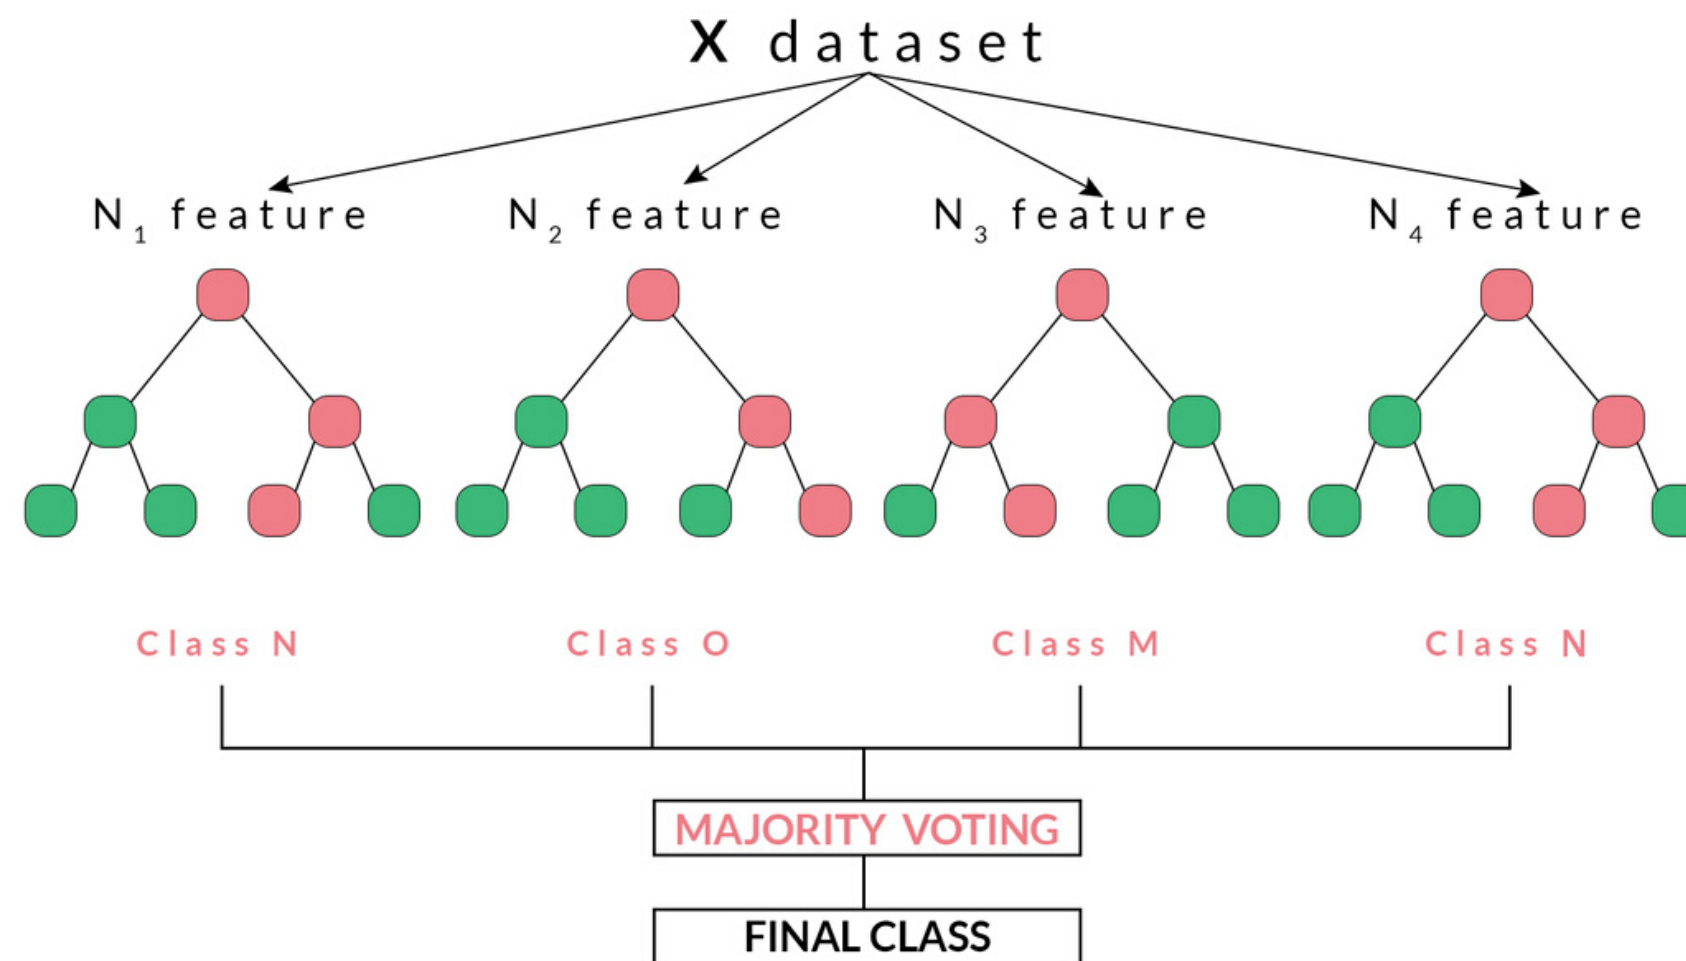 X dataset
N₁ feature N₂ feature N₃ feature N₄ feature
Class N Class O Class M Class N
MAJORITY VOTING
FINAL CLASS